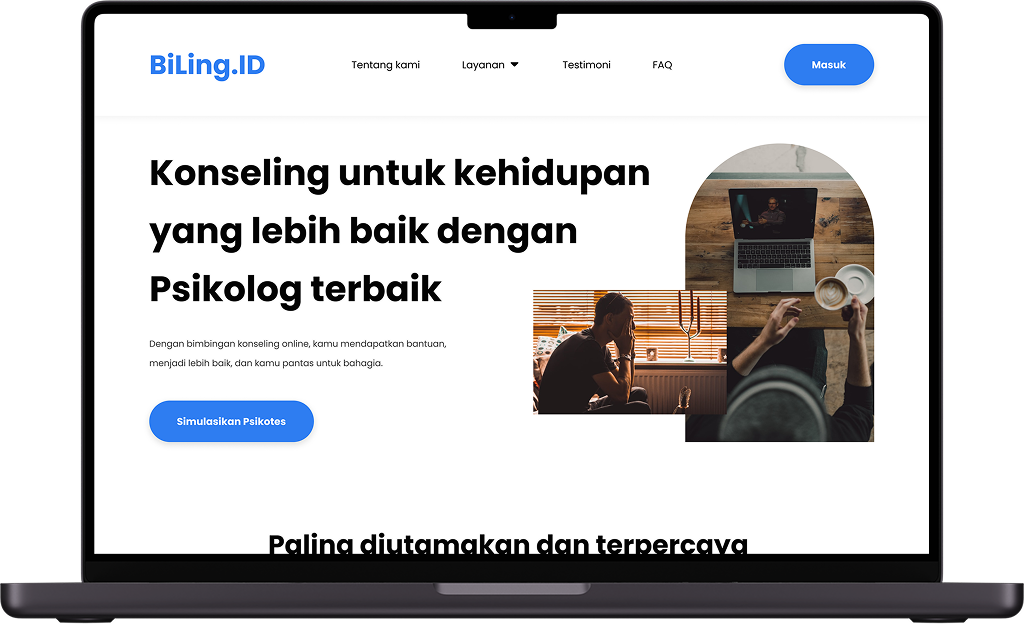 BiLing.ID
Tentang kami
Layanan
Testimoni
FAQ
Masuk
Konseling untuk kehidupan
yang lebih baik dengan
Psikolog terbaik
Dengan bimbingan konseling online, kamu mendapatkan bantuan,
menjadi lebih baik, dan kamu pantas untuk bahagia.
Simulasikan Psikotes
Paling diutamakan dan terpercaya